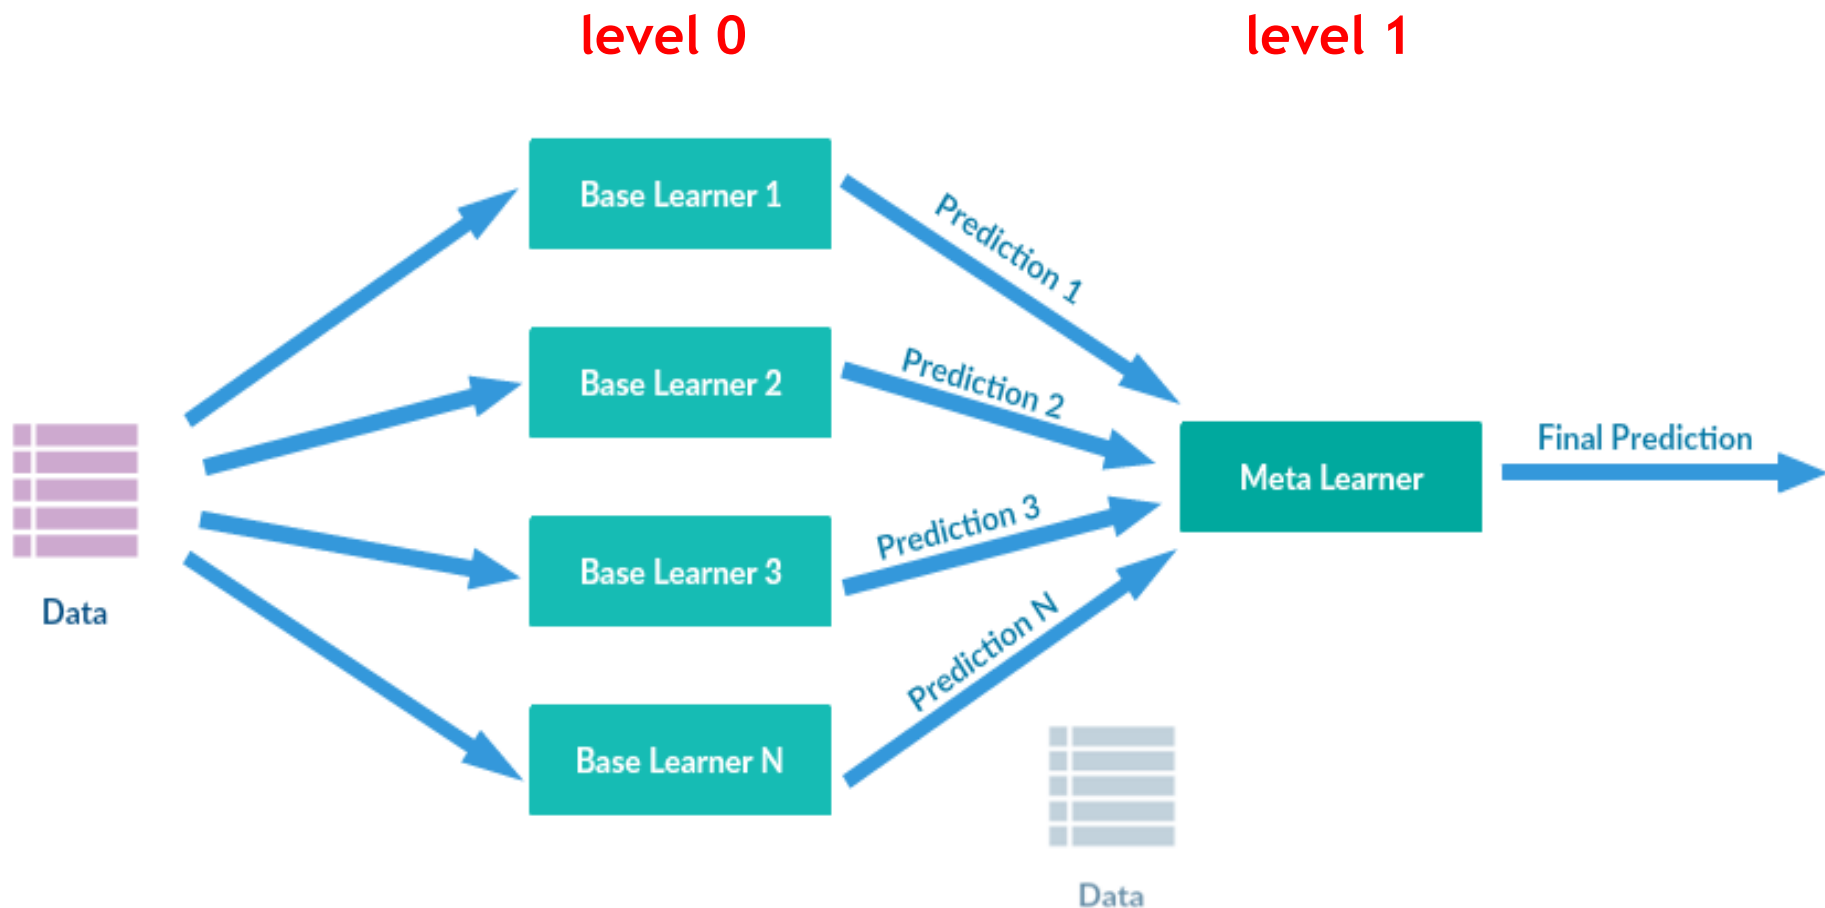 level 0
level 1
Base Learner 1
Prediction 1
Base Learner 2
Prediction 2
Data
Base Learner 3
Prediction 3
Meta Learner
Final Prediction
Base Learner N
Prediction N
Data